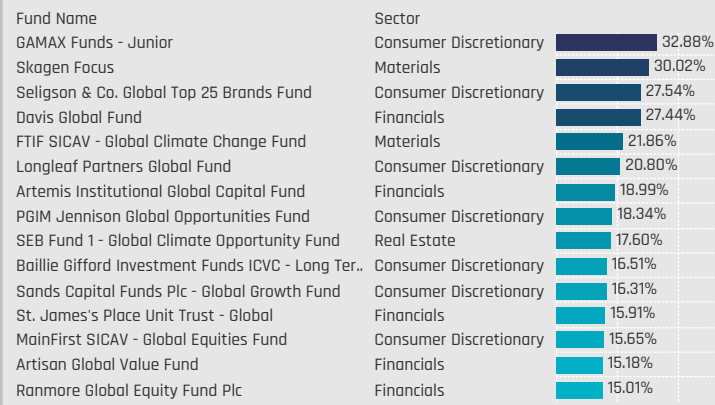 Fund Name Sector
GAMAX Funds - Junior Consumer Discretionary 32.88%
Skagen Focus Materials 30.02%
Seligson & Co. Global Top 25 Brands Fund Consumer Discretionary 27.54%
Davis Global Fund Financials 27.44%
FTIF SICAV - Global Climate Change Fund Materials 21.86%
Longleaf Partners Global Fund Consumer Discretionary 20.80%
Artemis Institutional Global Capital Fund Financials 18.99%
PGIM Jennison Global Opportunities Fund Consumer Discretionary 18.34%
SEB Fund 1 - Global Climate Opportunity Fund Real Estate 17.60%
Baillie Gifford Investment Funds ICVC - Long Ter.. Consumer Discretionary 16.51%
Sands Capital Funds Plc - Global Growth Fund Consumer Discretionary 16.31%
St. James's Place Unit Trust - Global Financials 15.91%
MainFirst SICAV - Global Equities Fund Consumer Discretionary 15.65%
Artisan Global Value Fund Financials 15.18%
Ranmore Global Equity Fund Plc Financials 15.01%